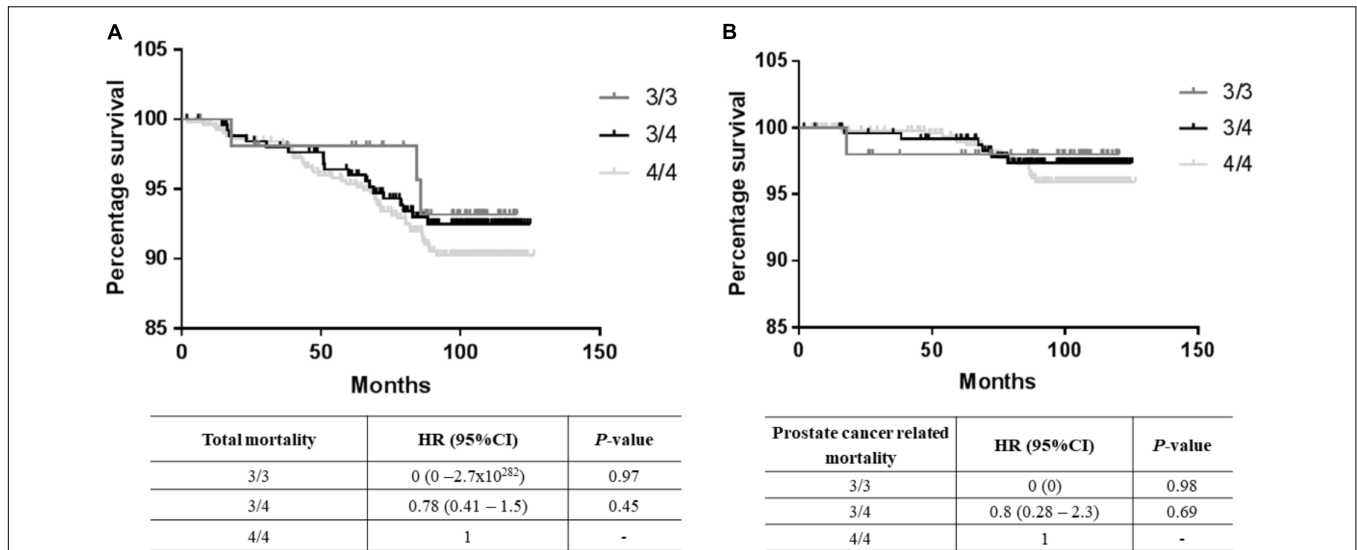 A
105
100
95
90
85
Percentage survival
0 50 100 150
Months
3/3
3/4
4/4
Total mortality HR (95%CI) P-value
3/3 0 (0 –2.7x10²⁸²) 0.97
3/4 0.78 (0.41 – 1.5) 0.45
4/4 1 -
B
105
100
95
90
85
Percentage survival
0 50 100 150
Months
3/3
3/4
4/4
Prostate cancer related
mortality HR (95%CI) P-value
3/3 0 (0) 0.98
3/4 0.8 (0.28 – 2.3) 0.69
4/4 1 -